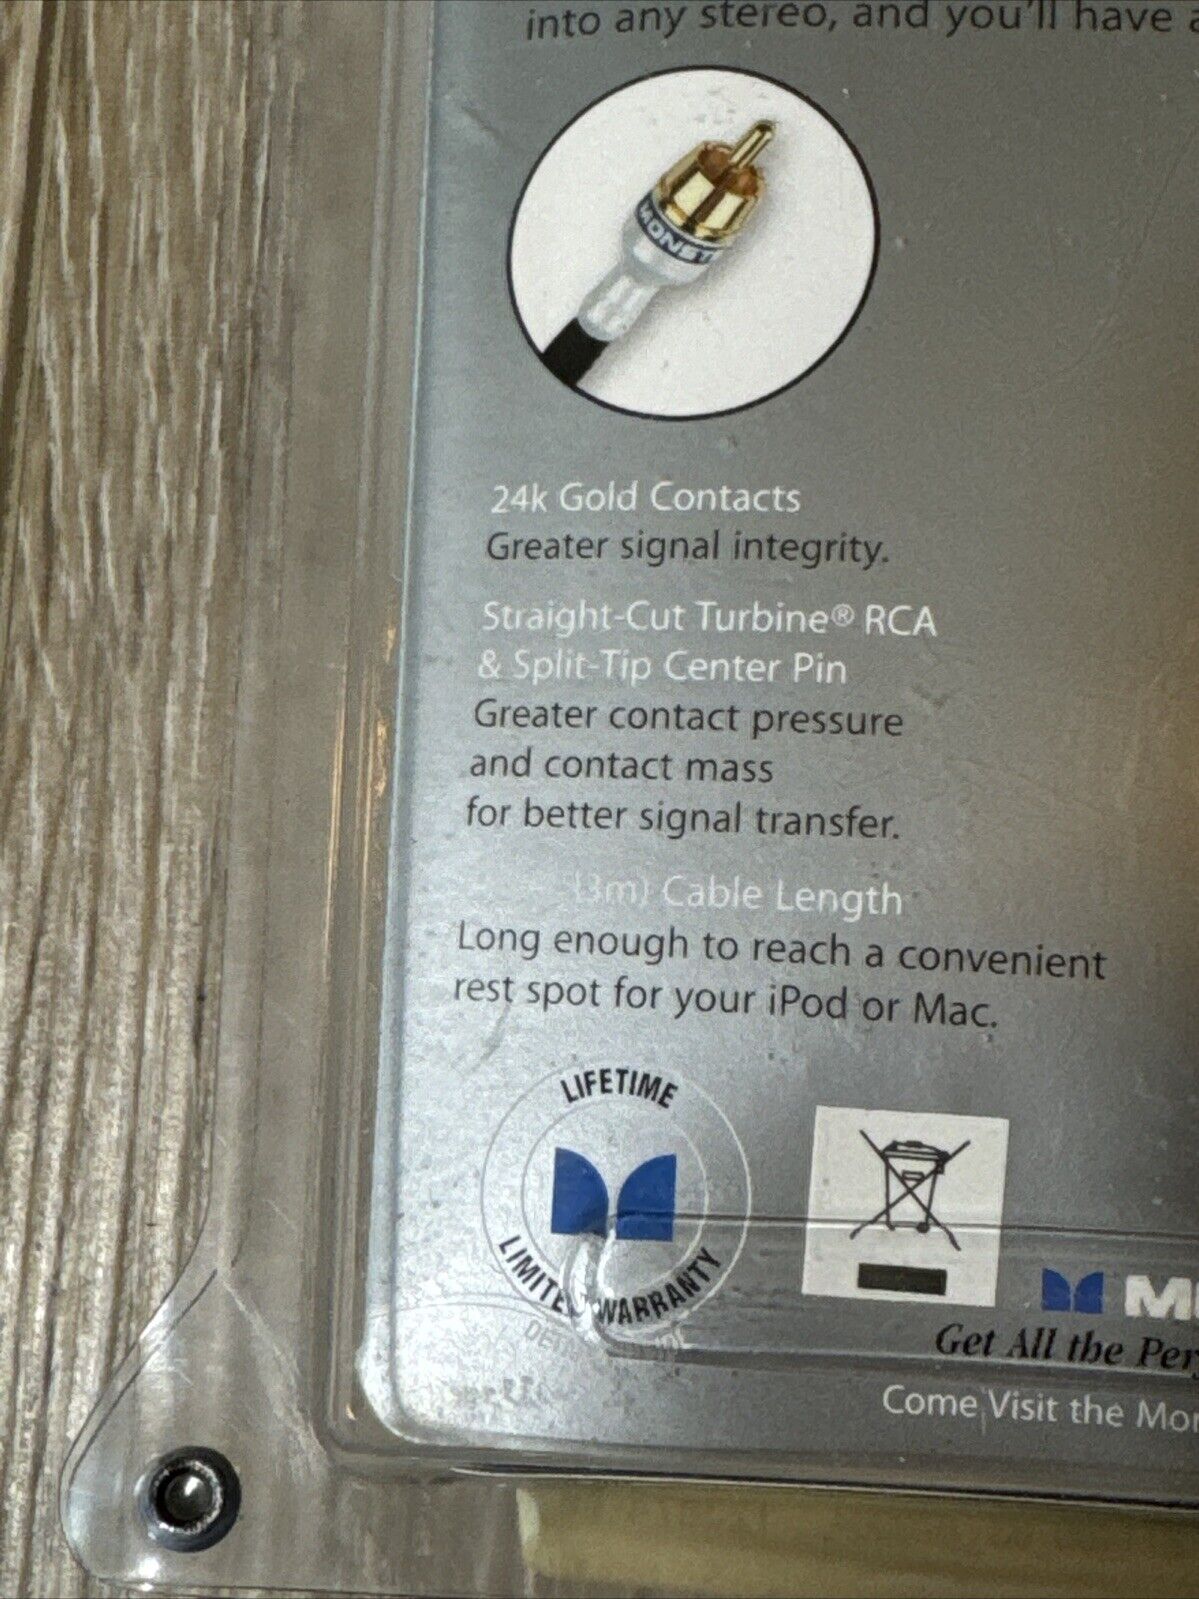 into any stereo, and you'll have a
MONST
24k Gold Contacts
Greater signal integrity.
Straight-Cut Turbine® RCA
& Split-Tip Center Pin
Greater contact pressure
and contact mass
for better signal transfer.
(3m) Cable Length
Long enough to reach a convenient
rest spot for your iPod or Mac.
LIFETIME
LIMITED WARRANTY
M
Get All the Per
Come Visit the Mo